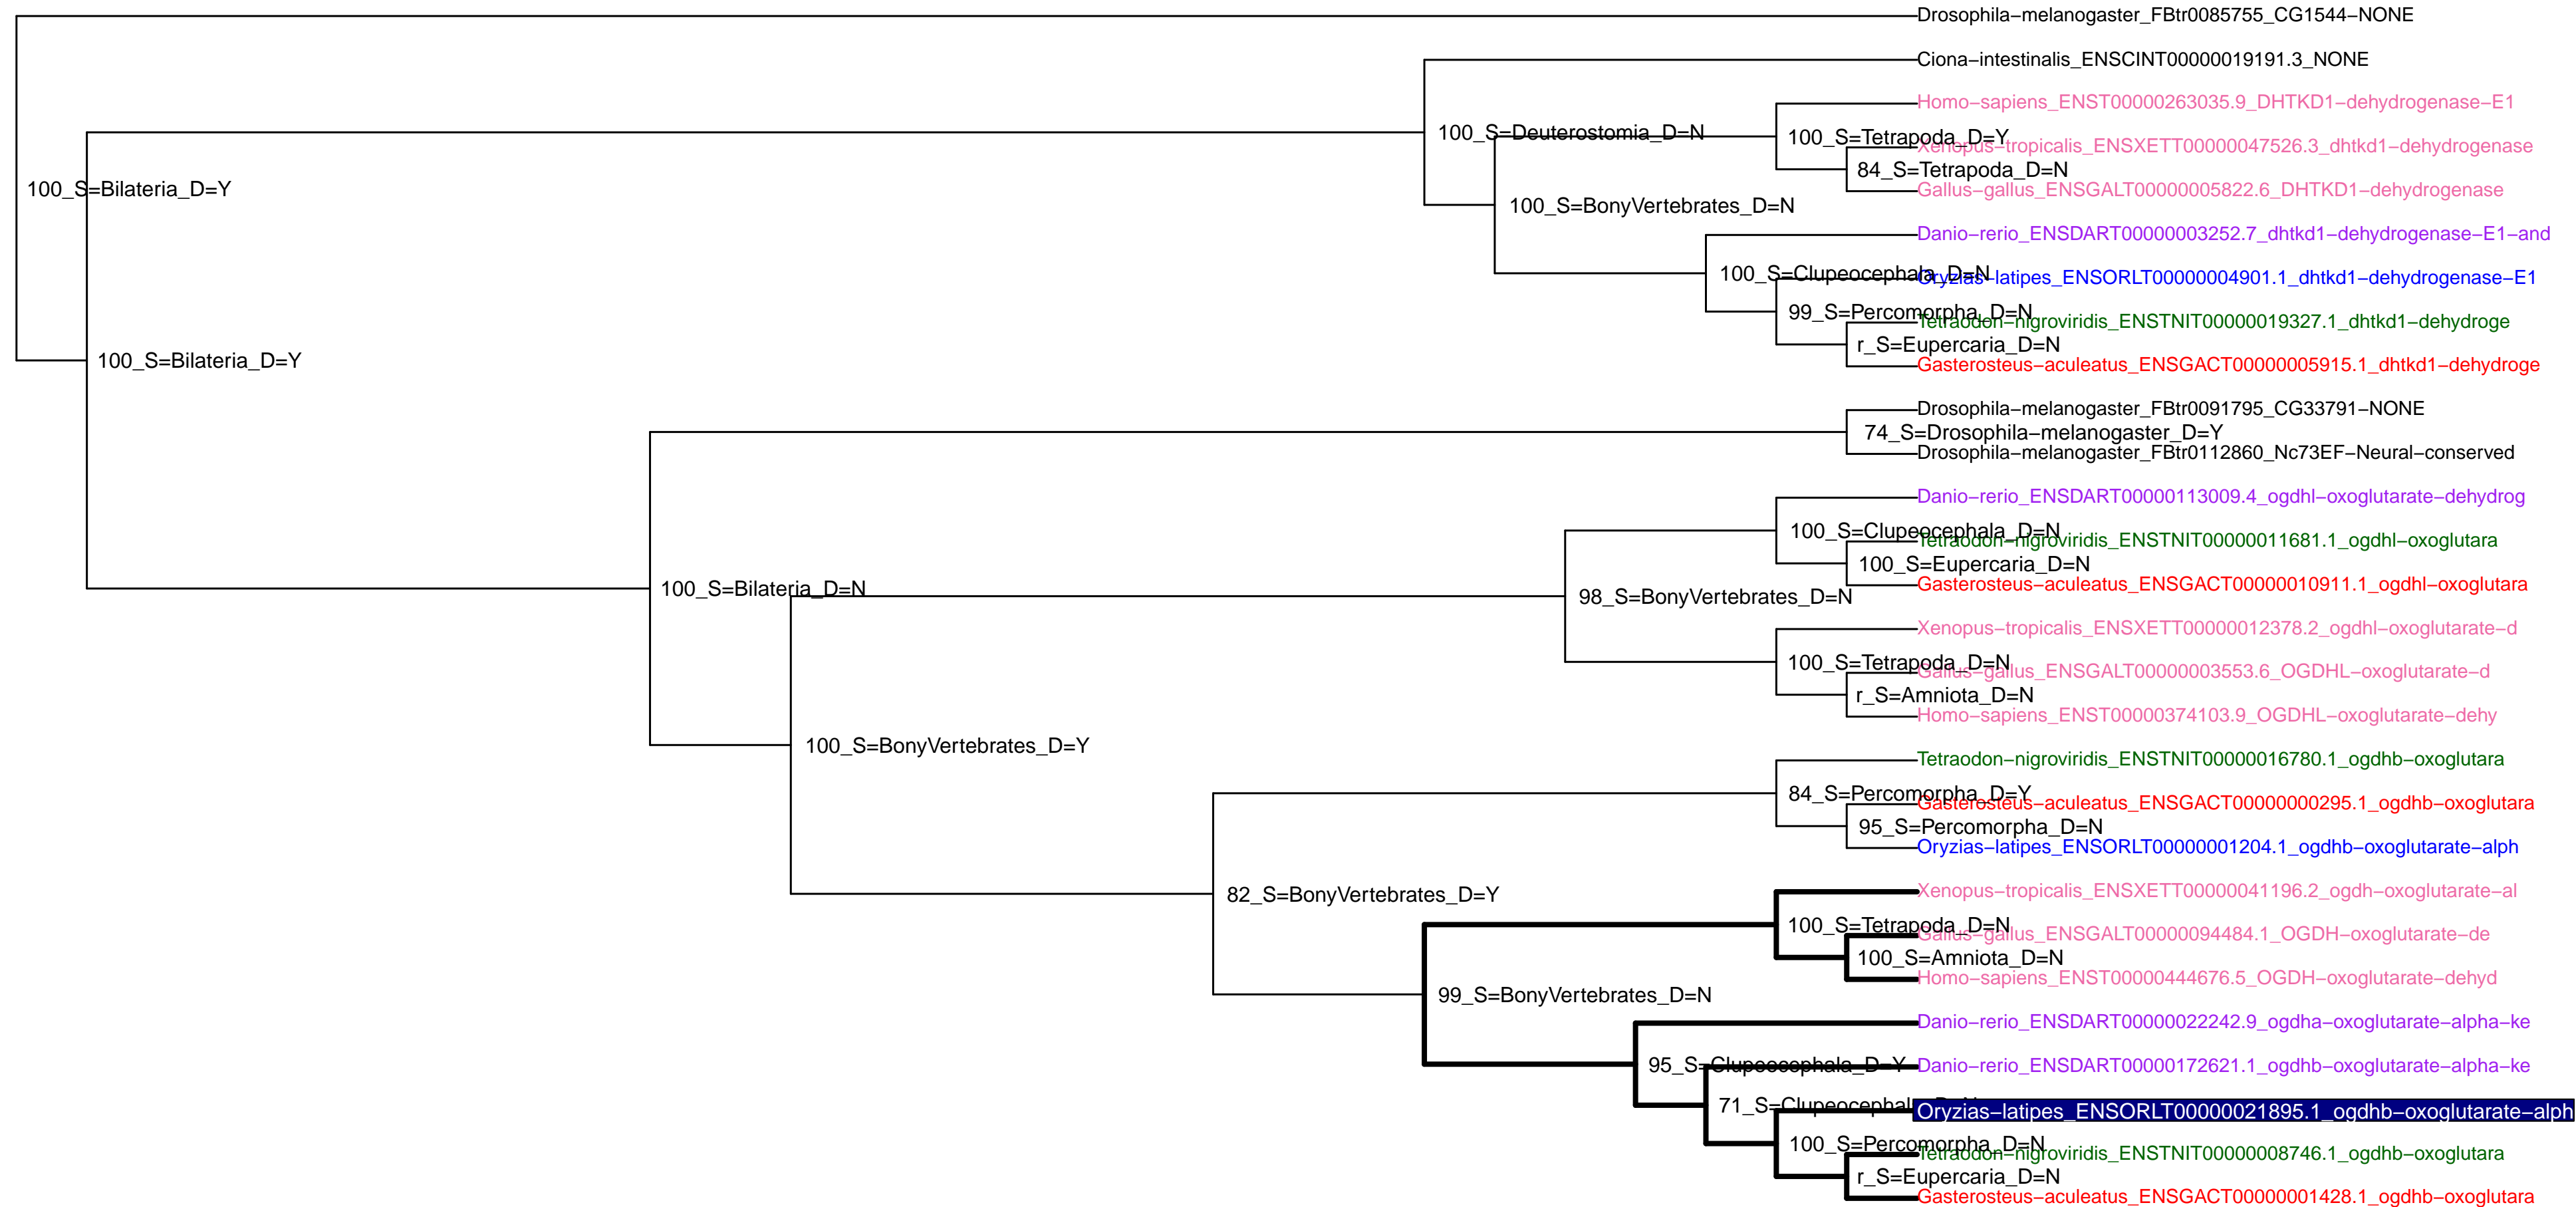 Drosophila−melanogaster_FBtr0085755_CG1544−NONE
Ciona−intestinalis_ENSCINT00000019191.3_NONE
Homo−sapiens_ENST00000263035.9_DHTKD1−dehydrogenase−E1
100_S=Deuterostomia_D=N
100_S=Tetrapoda_D=Y
Xenopus−tropicalis_ENSXETT00000047526.3_dhtkd1−dehydrogenase
84_S=Tetrapoda_D=N
100_S=Bilateria_D=Y
Gallus−gallus_ENSGALT00000005822.6_DHTKD1−dehydrogenase
100_S=BonyVertebrates_D=N
Danio−rerio_ENSDART00000003252.7_dhtkd1−dehydrogenase−E1−and
100_S=Clupeocephala_D=N
Oryzias−latipes_ENSORLT00000004901.1_dhtkd1−dehydrogenase−E1
99_S=Percomorpha_D=N
Tetraodon−nigroviridis_ENSTNIT00000019327.1_dhtkd1−dehydroge
r_S=Eupercaria_D=N
100_S=Bilateria_D=Y
Gasterosteus−aculeatus_ENSGACT00000005915.1_dhtkd1−dehydroge
Drosophila−melanogaster_FBtr0091795_CG33791−NONE
74_S=Drosophila−melanogaster_D=Y
Drosophila−melanogaster_FBtr0112860_Nc73EF−Neural−conserved
Danio−rerio_ENSDART00000113009.4_ogdhl−oxoglutarate−dehydrog
100_S=Clupeocephala_D=N
Tetraodon−nigroviridis_ENSTNIT00000011681.1_ogdhl−oxoglutara
100_S=Eupercaria_D=N
Gasterosteus−aculeatus_ENSGACT00000010911.1_ogdhl−oxoglutara
100_S=Bilateria_D=N
98_S=BonyVertebrates_D=N
Xenopus−tropicalis_ENSXETT00000012378.2_ogdhl−oxoglutarate−d
100_S=Tetrapoda_D=N
Gallus−gallus_ENSGALT00000003553.6_OGDHL−oxoglutarate−d
r_S=Amniota_D=N
Homo−sapiens_ENST00000374103.9_OGDHL−oxoglutarate−dehy
100_S=BonyVertebrates_D=Y
Tetraodon−nigroviridis_ENSTNIT00000016780.1_ogdhb−oxoglutara
84_S=Percomorpha_D=Y
Gasterosteus−aculeatus_ENSGACT00000000295.1_ogdhb−oxoglutara
95_S=Percomorpha_D=N
Oryzias−latipes_ENSORLT00000001204.1_ogdhb−oxoglutarate−alph
Xenopus−tropicalis_ENSXETT00000041196.2_ogdh−oxoglutarate−al
82_S=BonyVertebrates_D=Y
100_S=Tetrapoda_D=N
Gallus−gallus_ENSGALT00000094484.1_OGDH−oxoglutarate−de
100_S=Amniota_D=N
Homo−sapiens_ENST00000444676.5_OGDH−oxoglutarate−dehyd
99_S=BonyVertebrates_D=N
Danio−rerio_ENSDART00000022242.9_ogdha−oxoglutarate−alpha−ke
95_S=Clupeocephala_D=Y
Danio−rerio_ENSDART00000172621.1_ogdhb−oxoglutarate−alpha−ke
71_S=Clupeocephala_D=N
Oryzias−latipes_ENSORLT00000021895.1_ogdhb−oxoglutarate−alph
100_S=Percomorpha_D=N
Tetraodon−nigroviridis_ENSTNIT00000008746.1_ogdhb−oxoglutara
r_S=Eupercaria_D=N
Gasterosteus−aculeatus_ENSGACT00000001428.1_ogdhb−oxoglutara